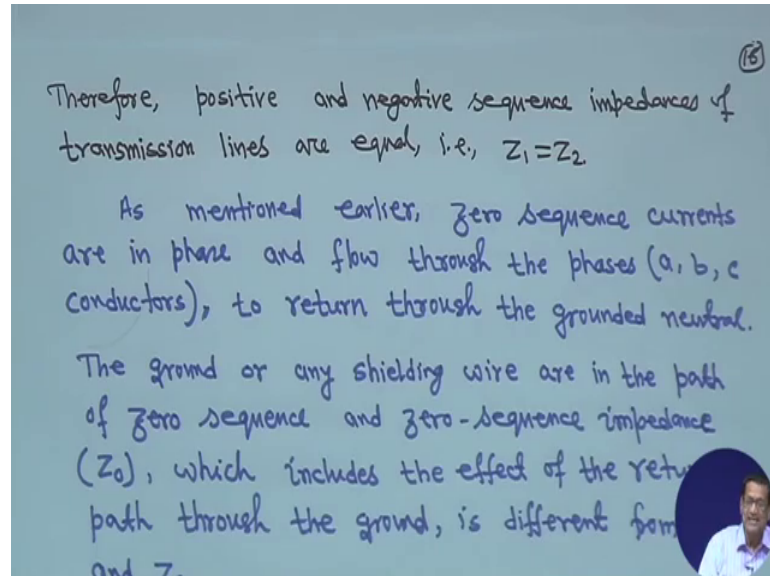 16
Therefore, positive and negative sequence impedances of
transmission lines are equal, i.e., Z₁=Z₂.
As mentioned earlier, zero sequence currents
are in phase and flow through the phases (a, b, c
conductors), to return through the grounded neutral.
The ground or any shielding wire are in the path
of zero sequence and zero-sequence impedance
(Z₀), which includes the effect of the
path through the ground, is different from
and Z